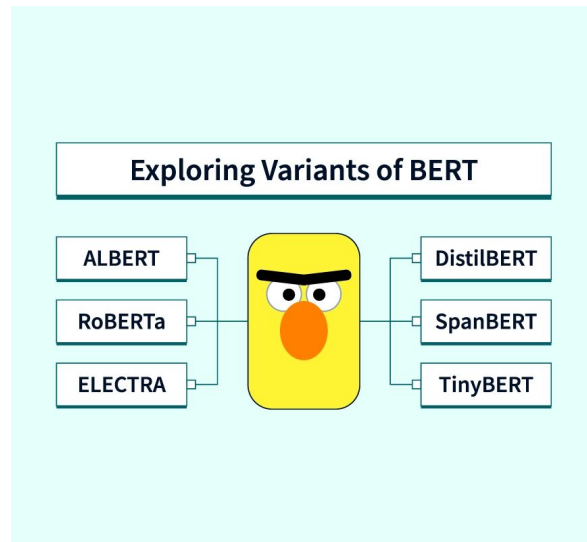 Exploring Variants of BERT
ALBERT
RoBERTa
ELECTRA
DistilBERT
SpanBERT
TinyBERT